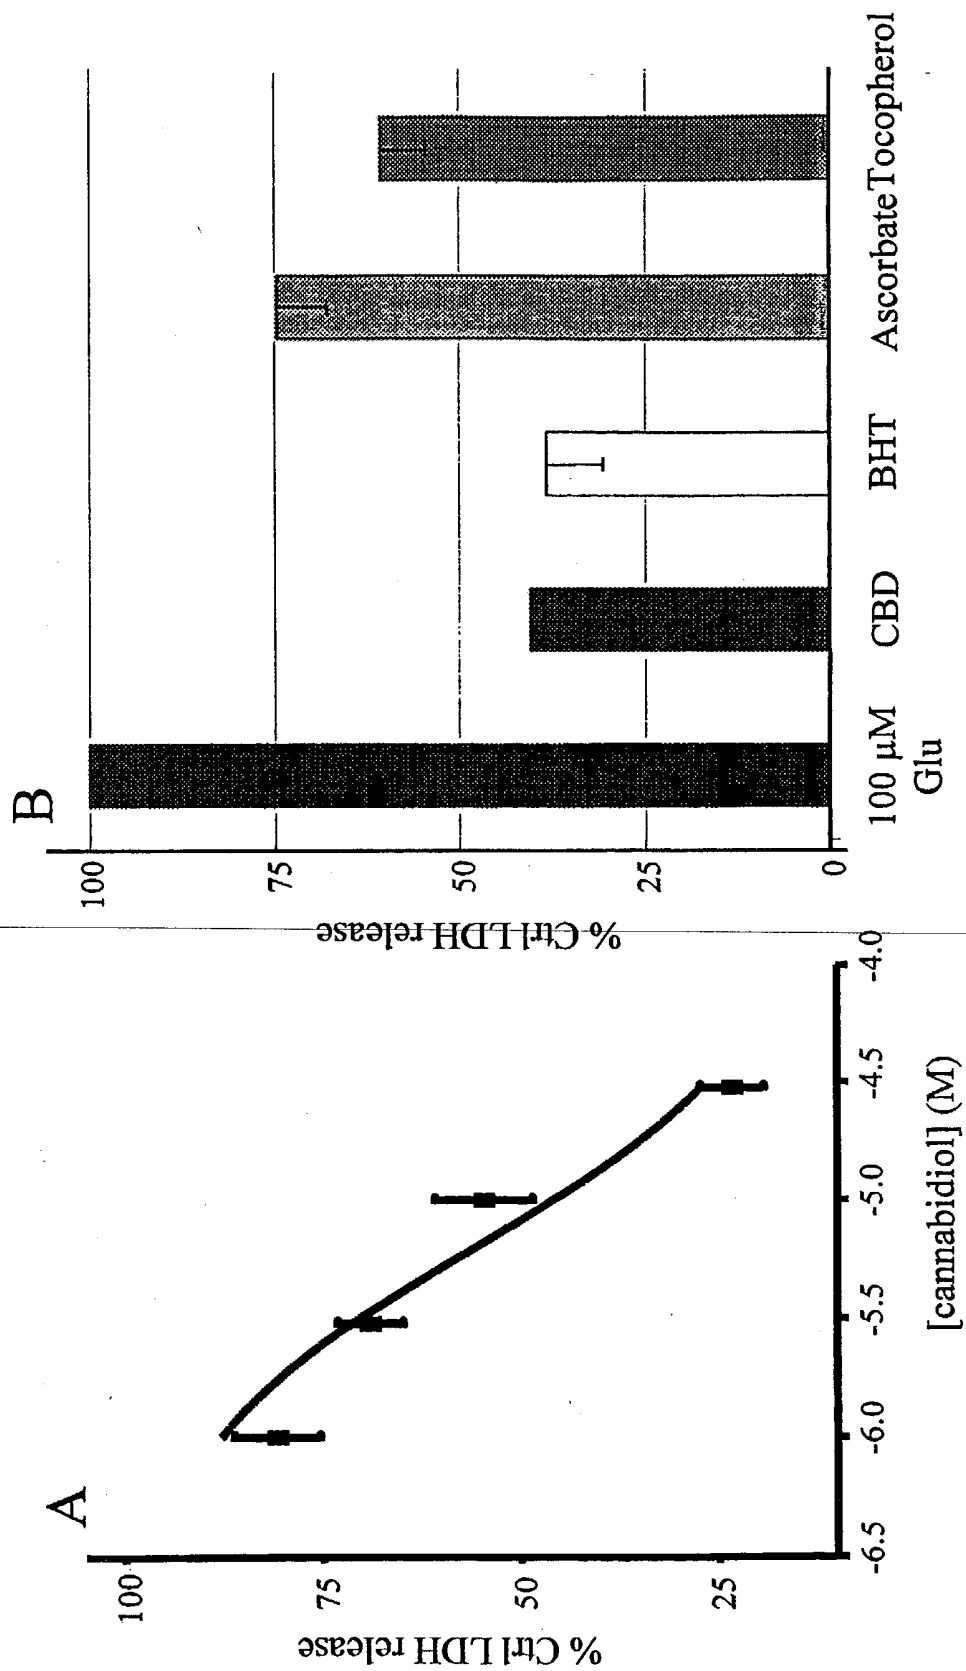 A
% Ctrl LDH release
100
75
50
25
-6.5
-6.0
-5.5
-5.0
-4.5
-4.0
[cannabidiol] (M)
B
% Ctrl LDH release
100
75
50
25
0
100 µM
Glu
CBD
BHT
Ascorbate
Tocopherol